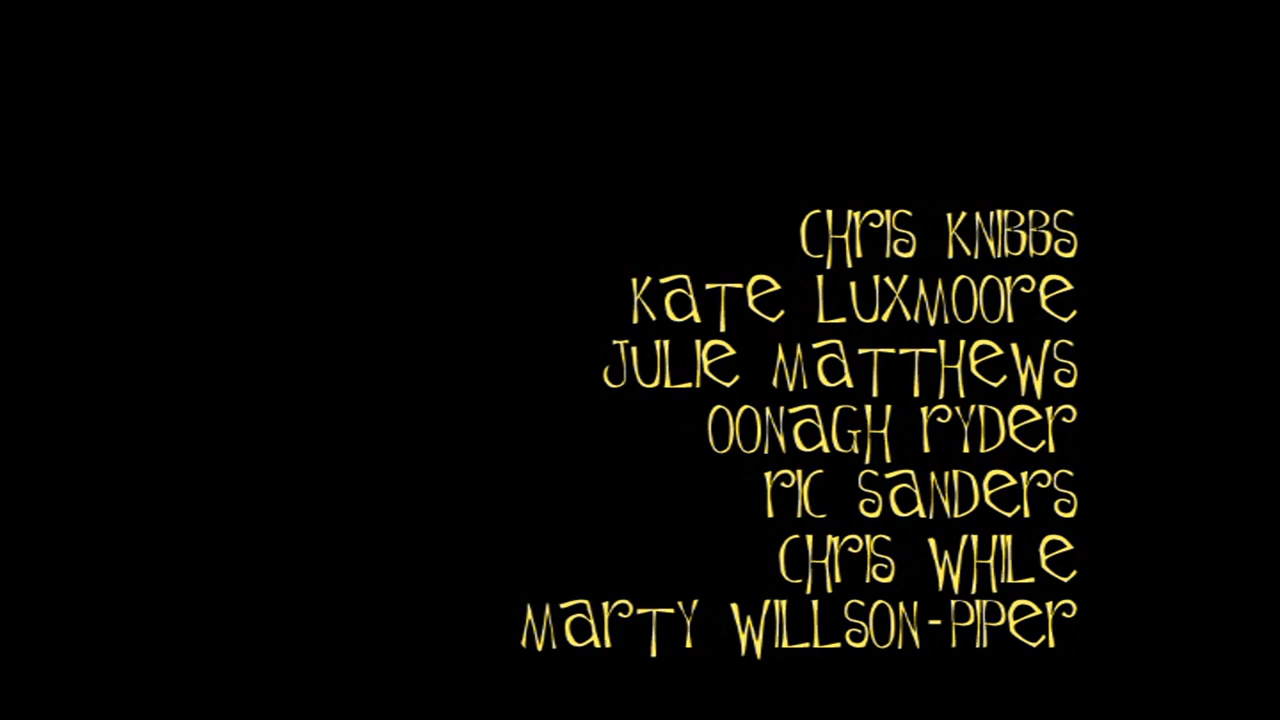 CHRIS KNIBBS
KATE LUXMOORE
JULIE MATTHEWS
OONAGH RYDER
RIC SANDERS
CHRIS WHILE
MARTY WILLSON-PIPER